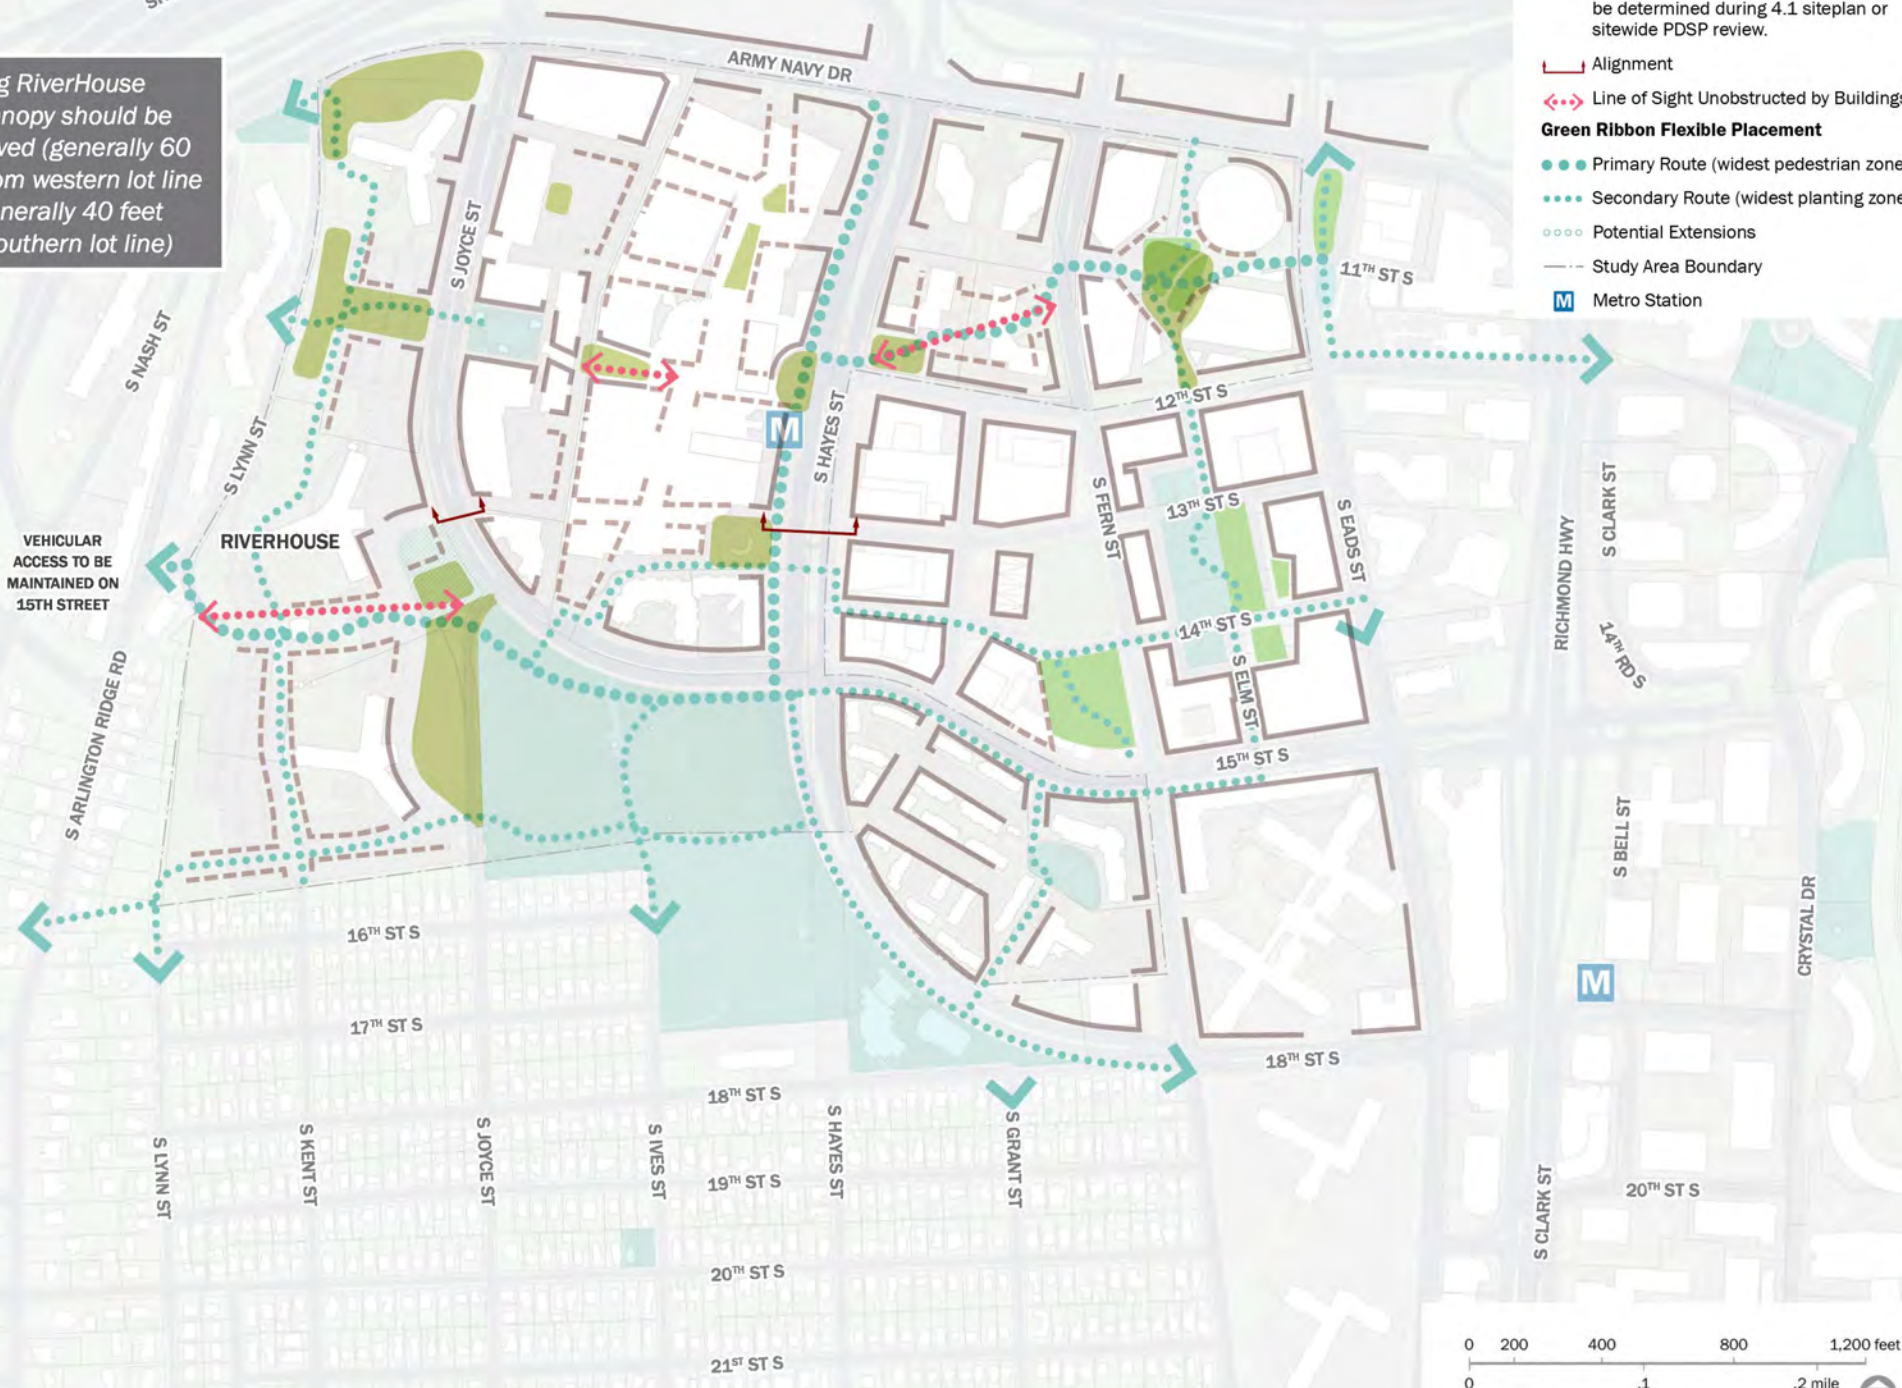 be determined during 4.1 siteplan or
sitewide PDSP review.
Alignment
Line of Sight Unobstructed by Buildings
Green Ribbon Flexible Placement
Primary Route (widest pedestrian zone
Secondary Route (widest planting zone
Potential Extensions
Study Area Boundary
M Metro Station
g RiverHouse
nopy should be
ved (generally 60
om western lot line
nerally 40 feet
outhern lot line)
ARMY NAVY DR
S JOYCE ST
11TH ST S
S NASH ST
S LYNN ST
12TH ST S
M
S HAYES ST
S FERN ST
13TH ST S
S EADS ST
S CLARK ST
RICHMOND HWY
RIVERHOUSE
VEHICULAR
ACCESS TO BE
MAINTAINED ON
15TH STREET
14TH ST S
14TH RD S
S ELM ST
S ARLINGTON RIDGE RD
15TH ST S
S BELL ST
CRYSTAL DR
16TH ST S
M
17TH ST S
18TH ST S
18TH ST S
S LYNN ST
S KENT ST
S JOYCE ST
S IVES ST
S HAYES ST
S GRANT ST
19TH ST S
20TH ST S
S CLARK ST
20TH ST S
21ST ST S
0 200 400 800 1,200 feet
0 .1 .2 mile